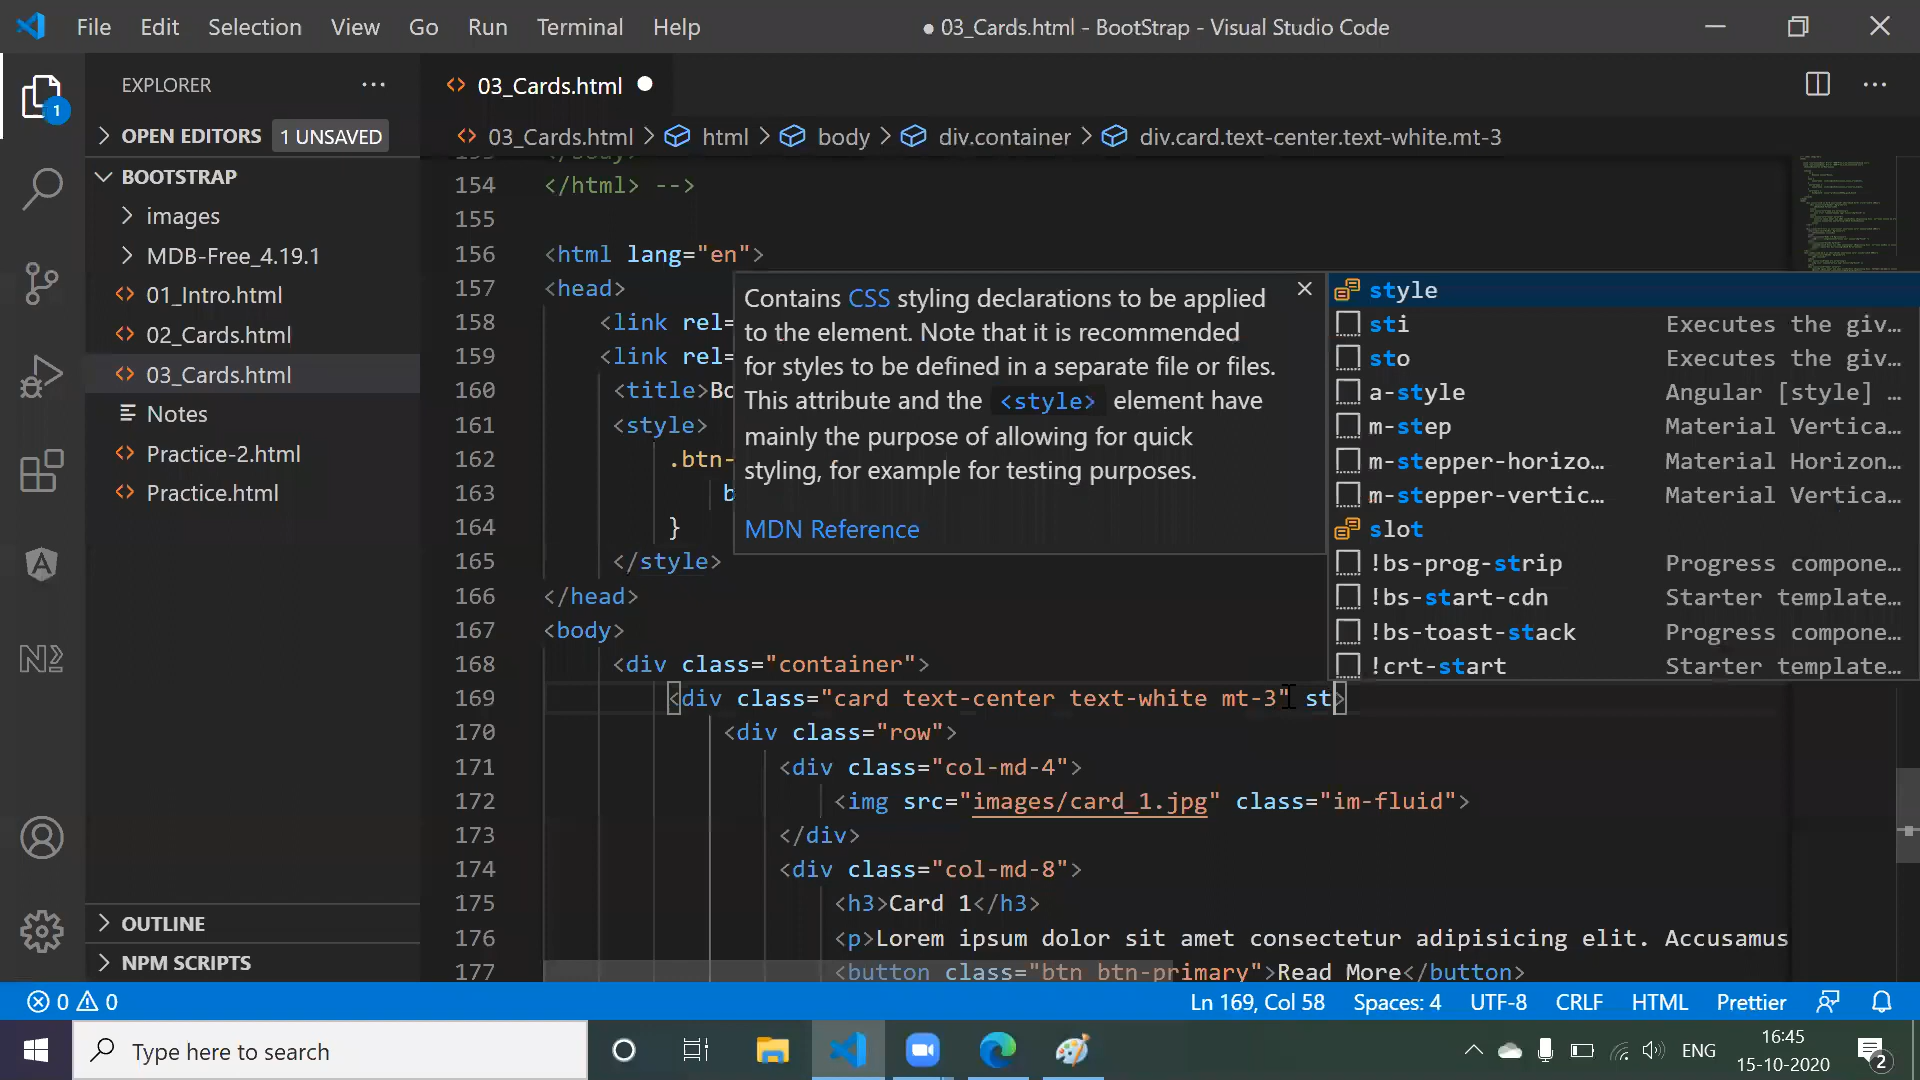 File Edit Selection View Go Run Terminal Help
● 03_Cards.html - BootStrap - Visual Studio Code
EXPLORER
1
OPEN EDITORS 1 UNSAVED
BOOTSTRAP
images
MDB-Free_4.19.1
01_Intro.html
02_Cards.html
03_Cards.html
Notes
Practice-2.html
Practice.html
OUTLINE
NPM SCRIPTS
03_Cards.html ●
03_Cards.html > html > body > div.container > div.card.text-center.text-white.mt-3
153 </body>
154 </html> -->
155
156 <html lang="en">
157 <head>
158 <link rel=
159 <link rel=
160 <title>Bo
161 <style>
162 .btn-
163 b
164 }
165 </style>
166 </head>
167 <body>
168 <div class="container">
169 <div class="card text-center text-white mt-3" st>
170 <div class="row">
171 <div class="col-md-4">
172 <img src="images/card_1.jpg" class="im-fluid">
173 </div>
174 <div class="col-md-8">
175 <h3>Card 1</h3>
176 <p>Lorem ipsum dolor sit amet consectetur adipisicing elit. Accusamus
177 <button class="btn btn-primary">Read More</button>
Contains CSS styling declarations to be applied
to the element. Note that it is recommended
for styles to be defined in a separate file or files.
This attribute and the <style> element have
mainly the purpose of allowing for quick
styling, for example for testing purposes.
MDN Reference
style
sti Executes the giv…
sto Executes the giv…
a-style Angular [style] …
m-step Material Vertica…
m-stepper-horizo… Material Horizon…
m-stepper-vertic… Material Vertica…
slot
!bs-prog-strip Progress compone…
!bs-start-cdn Starter template…
!bs-toast-stack Progress compone…
!crt-start Starter template…
0 0
Ln 169, Col 58 Spaces: 4 UTF-8 CRLF HTML Prettier
Type here to search
ENG
16:45
15-10-2020
2